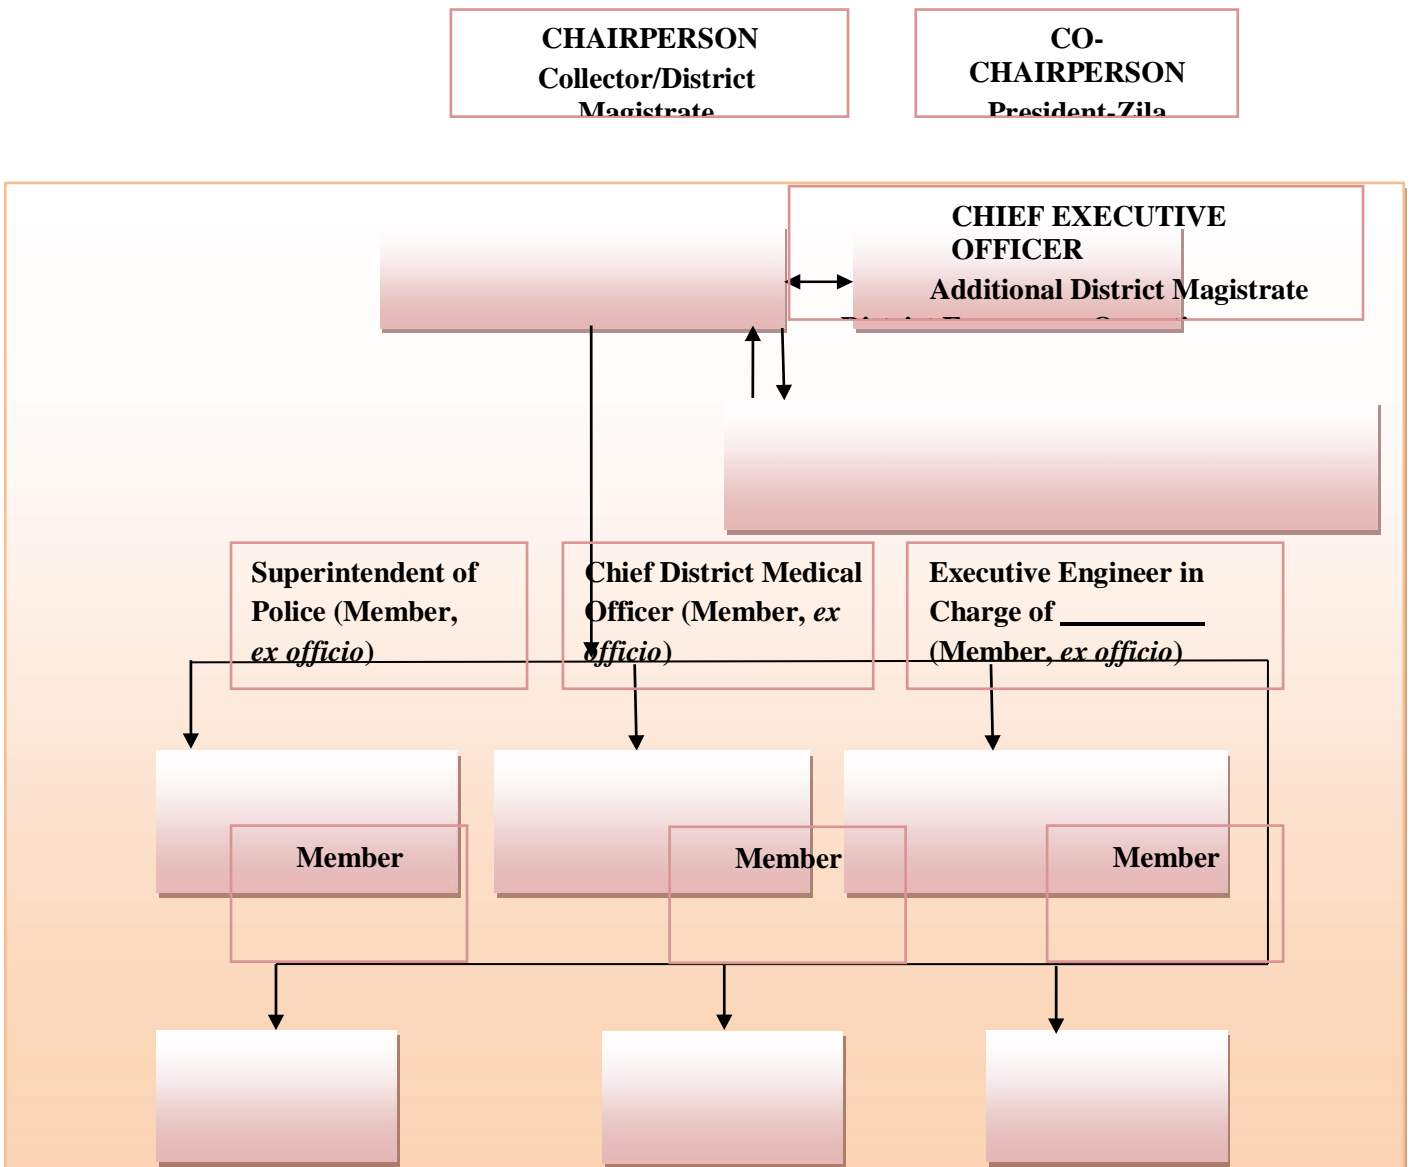 CHAIRPERSON
Collector/District
Magistrate
CO-
CHAIRPERSON
President-Zila
CHIEF EXECUTIVE
OFFICER
Additional District Magistrate
Superintendent of
Police (Member,
ex officio)
Chief District Medical
Officer (Member, ex
officio)
Executive Engineer in
Charge of __________
(Member, ex officio)
Member
Member
Member